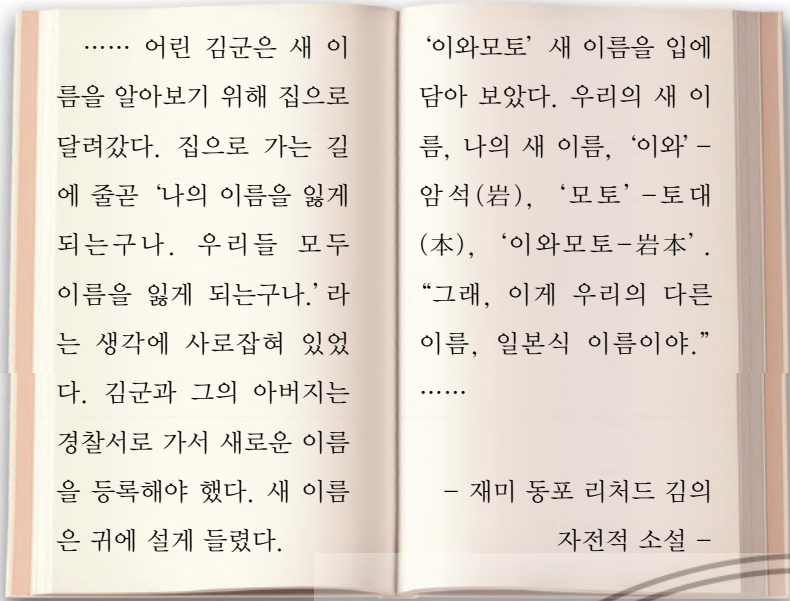 …… 어린 김군은 새 이
름을 알아보기 위해 집으로
달려갔다. 집으로 가는 길
에 줄곧 ‘나의 이름을 잃게
되는구나. 우리들 모두
이름을 잃게 되는구나.’ 라
는 생각에 사로잡혀 있었
다. 김군과 그의 아버지는
경찰서로 가서 새로운 이름
을 등록해야 했다. 새 이름
은 귀에 설게 들렸다.
‘이와모토’ 새 이름을 입에
담아 보았다. 우리의 새 이
름, 나의 새 이름, ‘이와’ –
암석(岩), ‘모토’ –토대
(本), ‘이와모토–岩本’.
“그래, 이게 우리의 다른
이름, 일본식 이름이야.”
……
– 재미 동포 리처드 김의
자전적 소설 –